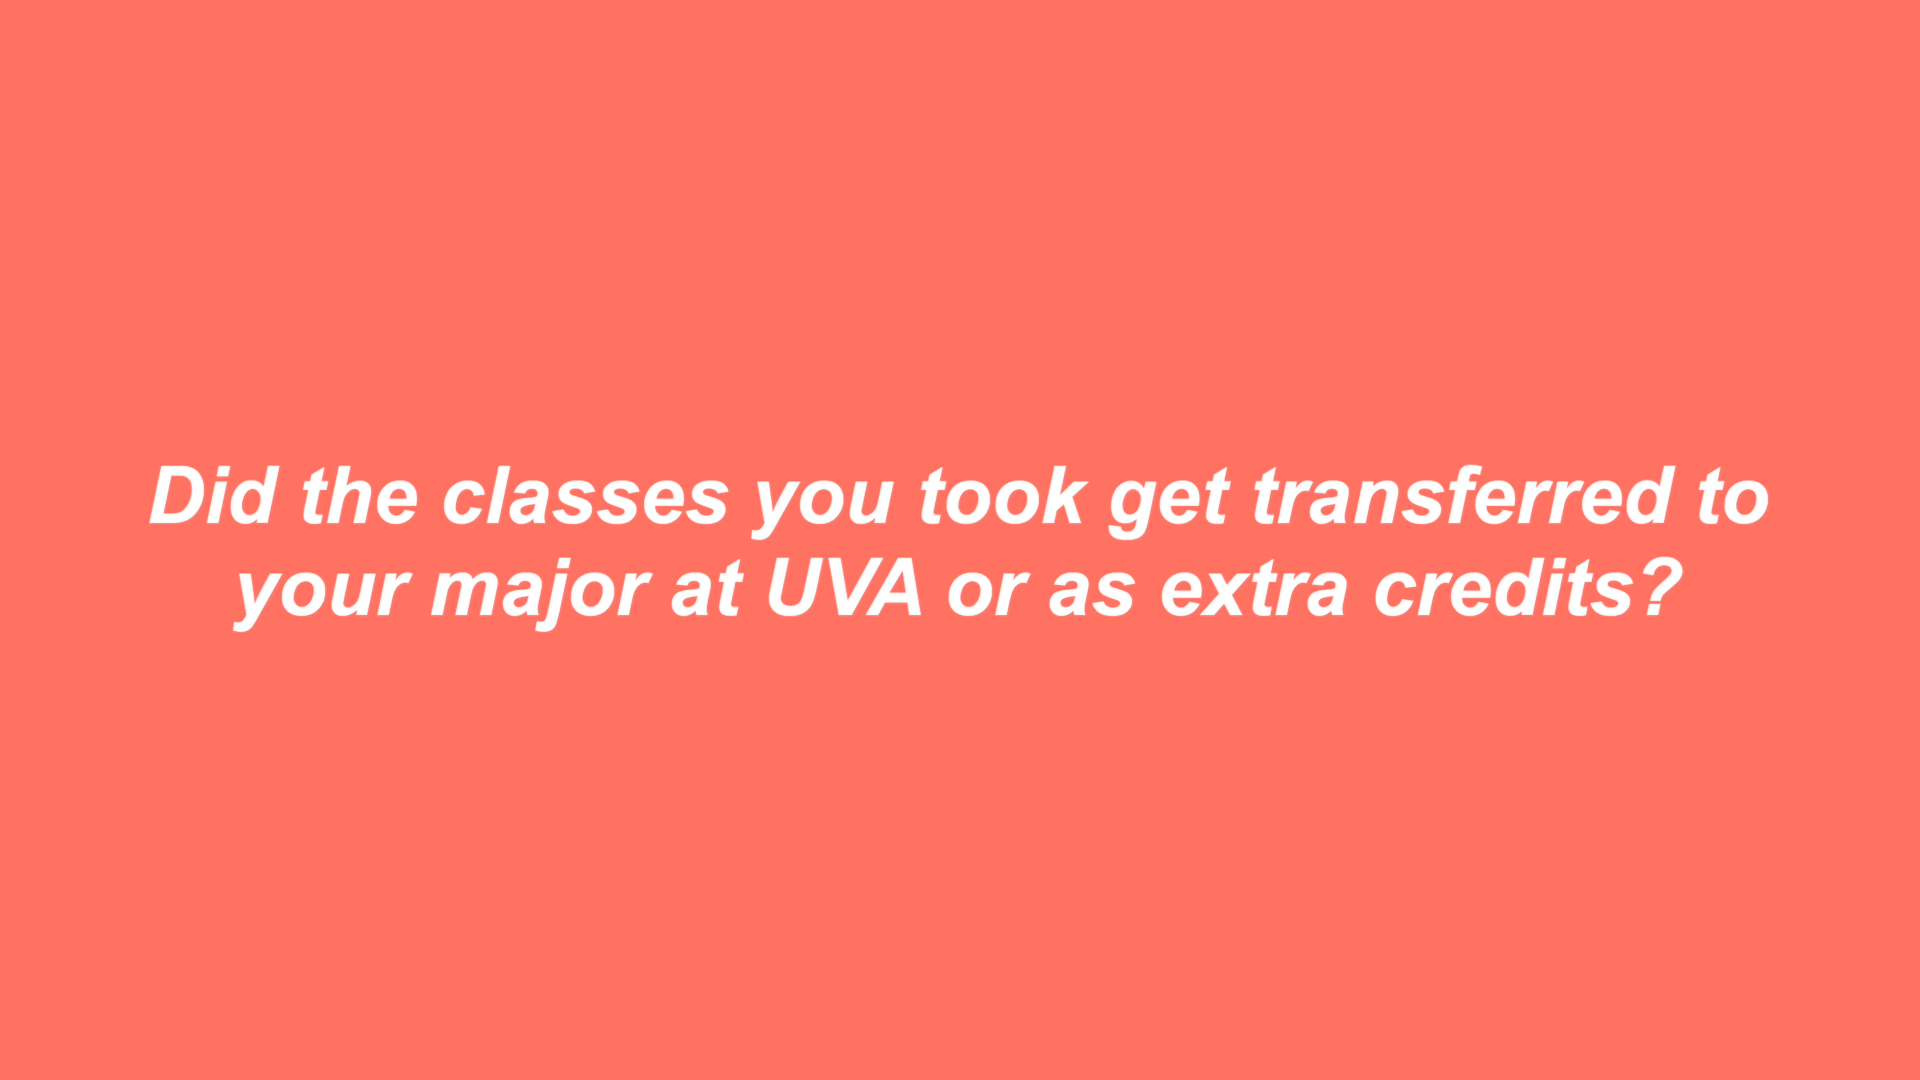 Did the classes you took get transferred to
your major at UVA or as extra credits?